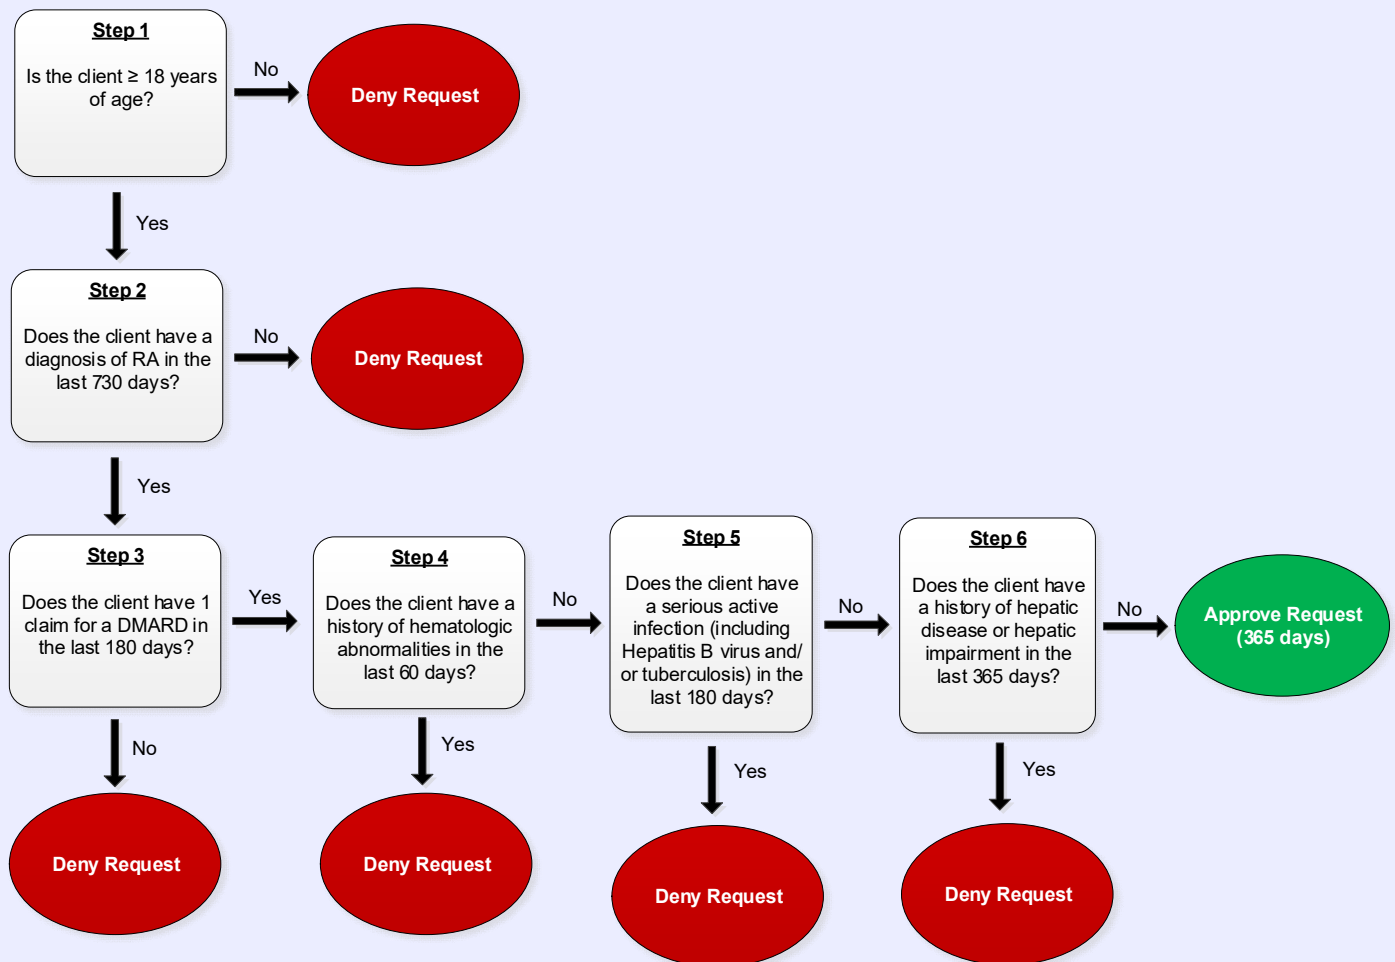 Step 1
Is the client ≥ 18 years
of age?
No
Deny Request
Yes
Step 2
Does the client have a
diagnosis of RA in the
last 730 days?
No
Deny Request
Yes
Step 3
Does the client have 1
claim for a DMARD in
the last 180 days?
Yes
Step 4
Does the client have a
history of hematologic
abnormalities in the
last 60 days?
No
Step 5
Does the client have
a serious active
infection (including
Hepatitis B virus and/
or tuberculosis) in the
last 180 days?
No
Step 6
Does the client have
a history of hepatic
disease or hepatic
impairment in the
last 365 days?
No
Approve Request
(365 days)
No
Deny Request
Yes
Deny Request
Yes
Deny Request
Yes
Deny Request